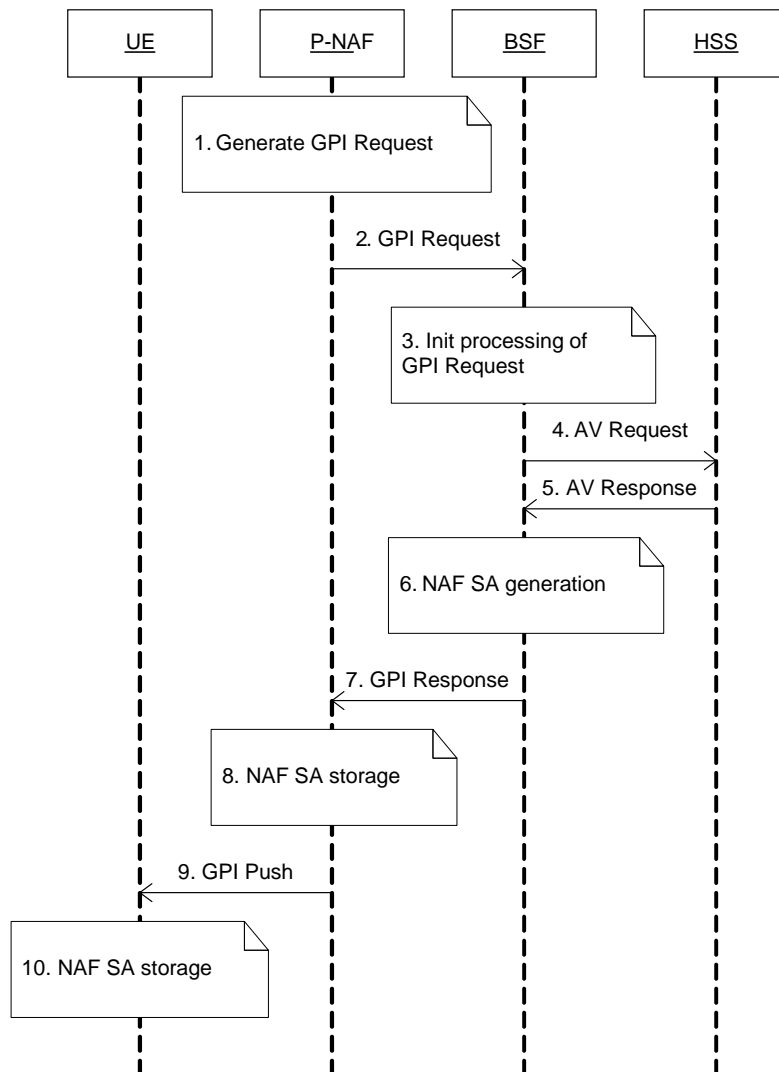 UE
P-NAF
BSF
HSS
1. Generate GPI Request
2. GPI Request
3. Init processing of
GPI Request
4. AV Request
5. AV Response
6. NAF SA generation
7. GPI Response
8. NAF SA storage
9. GPI Push
10. NAF SA storage